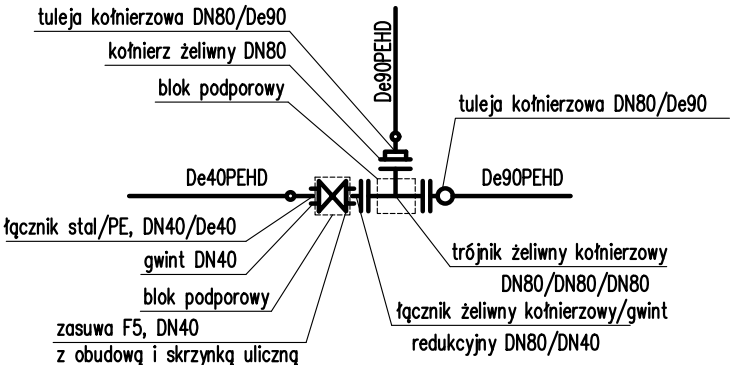 tuleja kołnierzowa DN80/De90
kołnierz żeliwny DN80
blok podporowy
De90PEHD
tuleja kołnierzowa DN80/De90
De40PEHD
De90PEHD
łącznik stal/PE, DN40/De40
gwint DN40
blok podporowy
zasuwa F5, DN40
z obudową i skrzynką uliczną
trójnik żeliwny kołnierzowy
DN80/DN80/DN80
łącznik żeliwny kołnierzowy/gwint
redukcyjny DN80/DN40